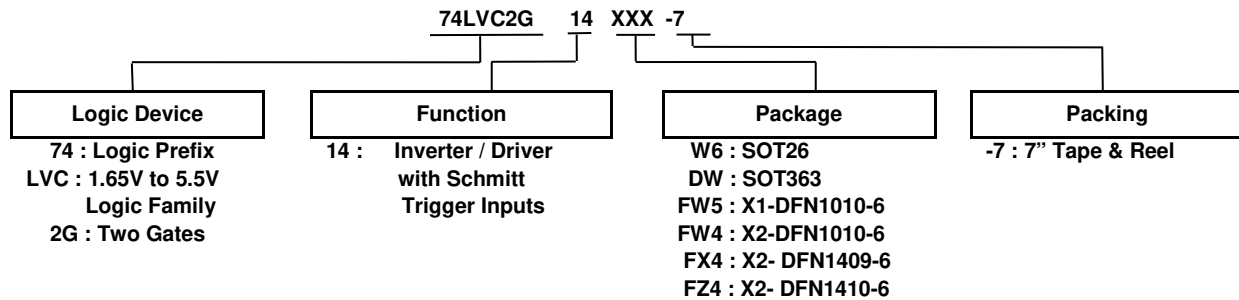 74LVC2G 14 XXX -7
Logic Device
74 : Logic Prefix
LVC : 1.65V to 5.5V
Logic Family
2G : Two Gates
Function
14 : Inverter / Driver
with Schmitt
Trigger Inputs
Package
W6 : SOT26
DW : SOT363
FW5 : X1-DFN1010-6
FW4 : X2-DFN1010-6
FX4 : X2- DFN1409-6
FZ4 : X2- DFN1410-6
Packing
-7 : 7” Tape & Reel